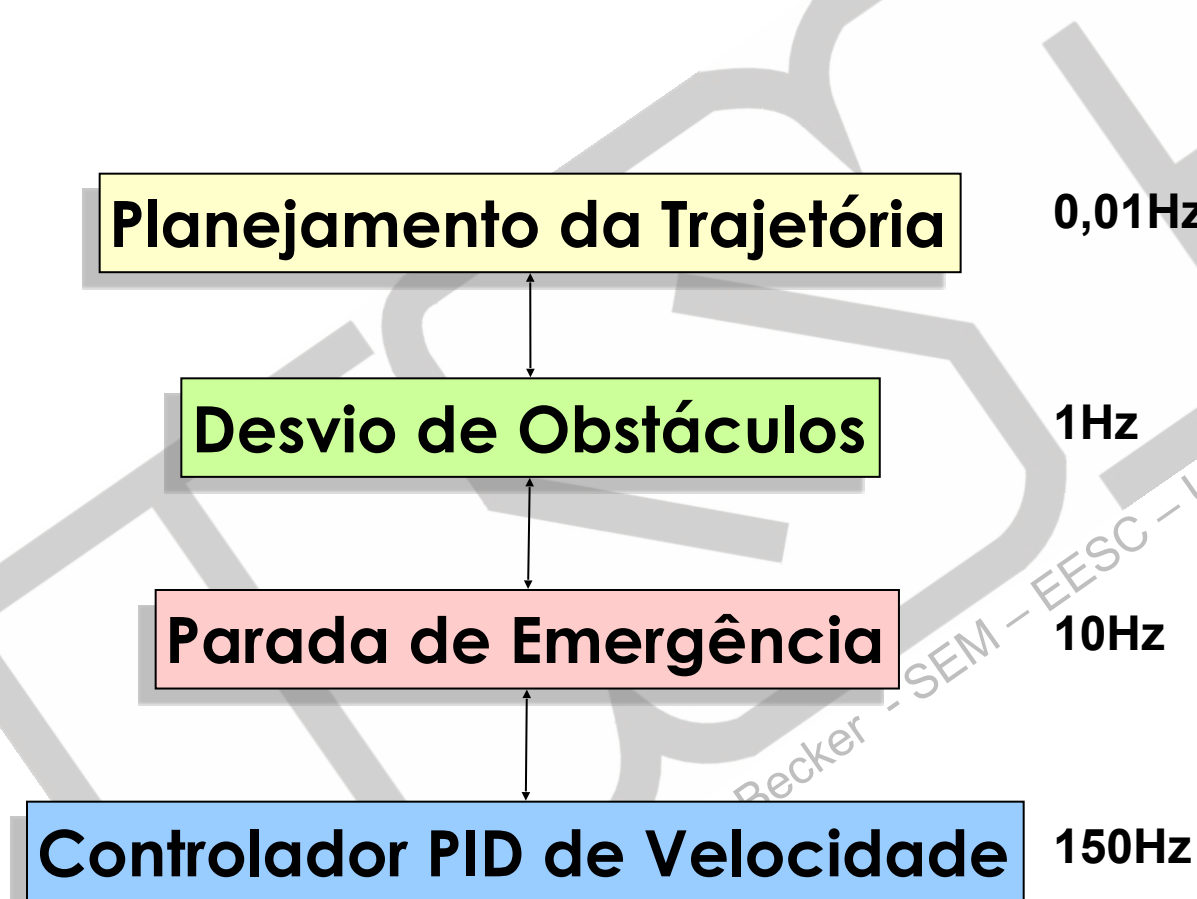 Planejamento da Trajetória 0,01Hz
Desvio de Obstáculos 1Hz
Parada de Emergência 10Hz
Becker - SEM – EESC –
Controlador PID de Velocidade 150Hz